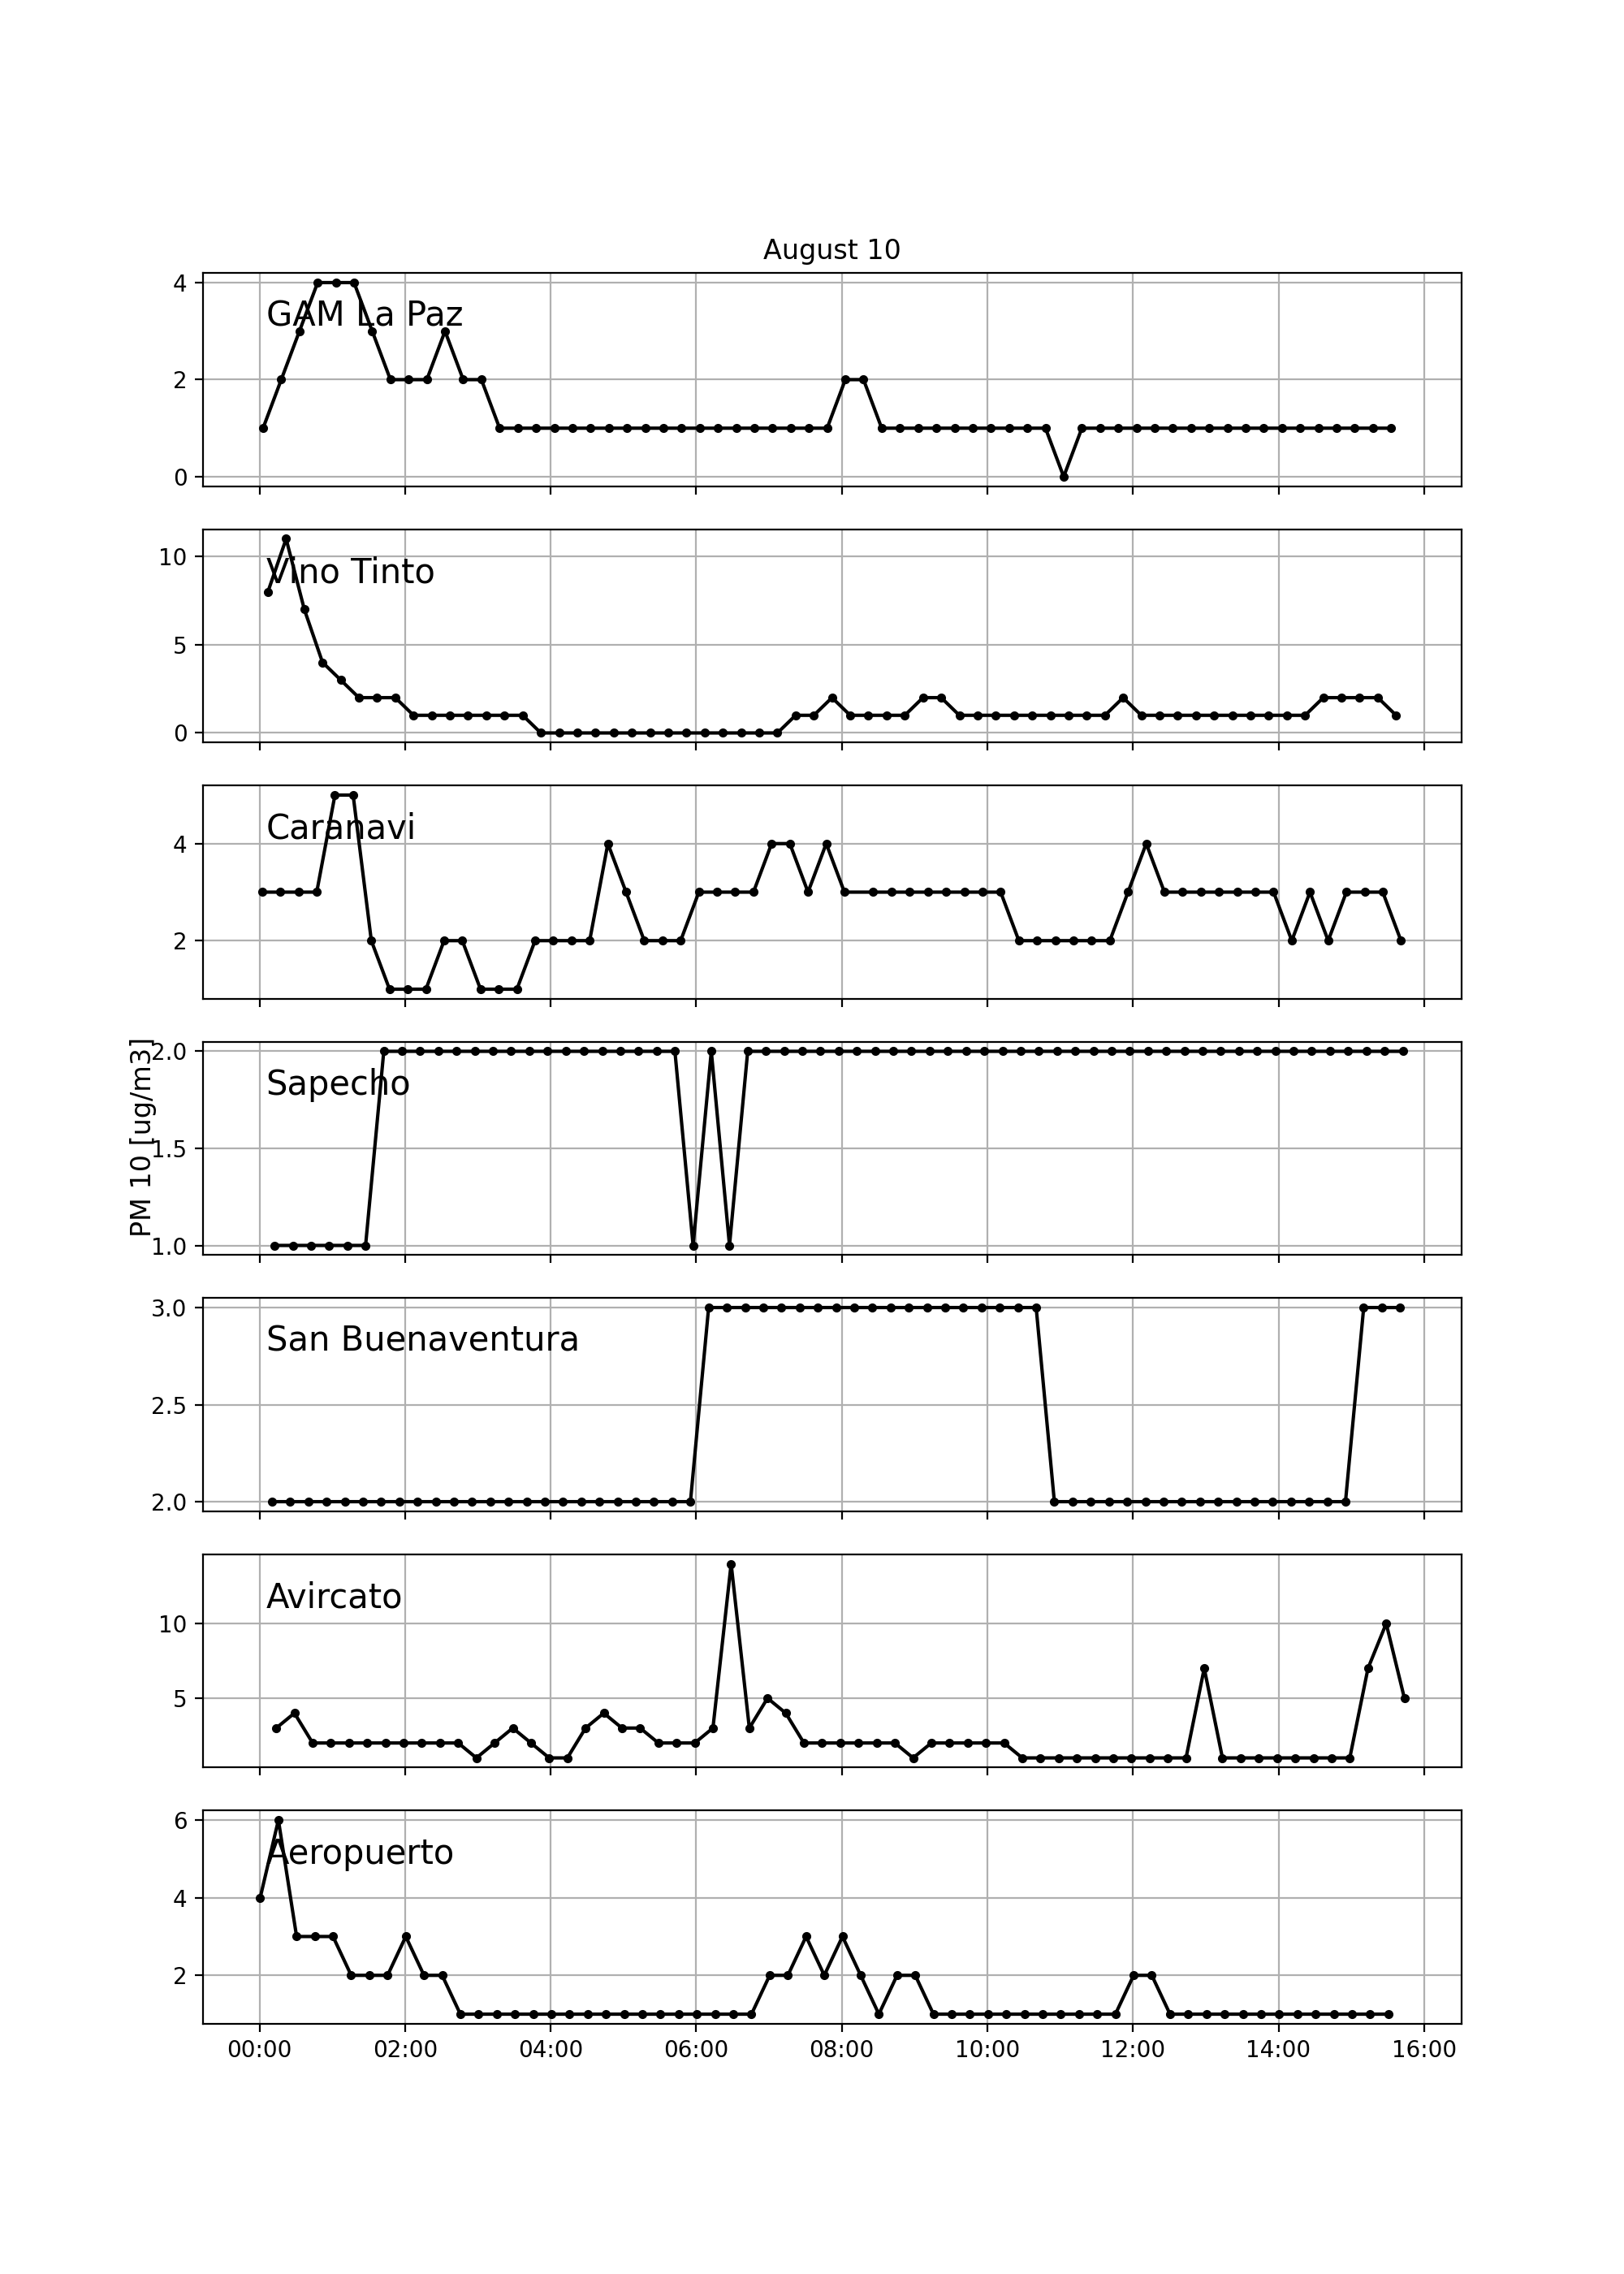 August 10
4
GAM La Paz
2
0
10
Vino Tinto
5
0
Caranavi
4
2
PM 10 [ug/m3]
2.0
Sapecho
1.5
1.0
3.0
San Buenaventura
2.5
2.0
Avircato
10
5
6
Aeropuerto
4
2
00:00 02:00 04:00 06:00 08:00 10:00 12:00 14:00 16:00